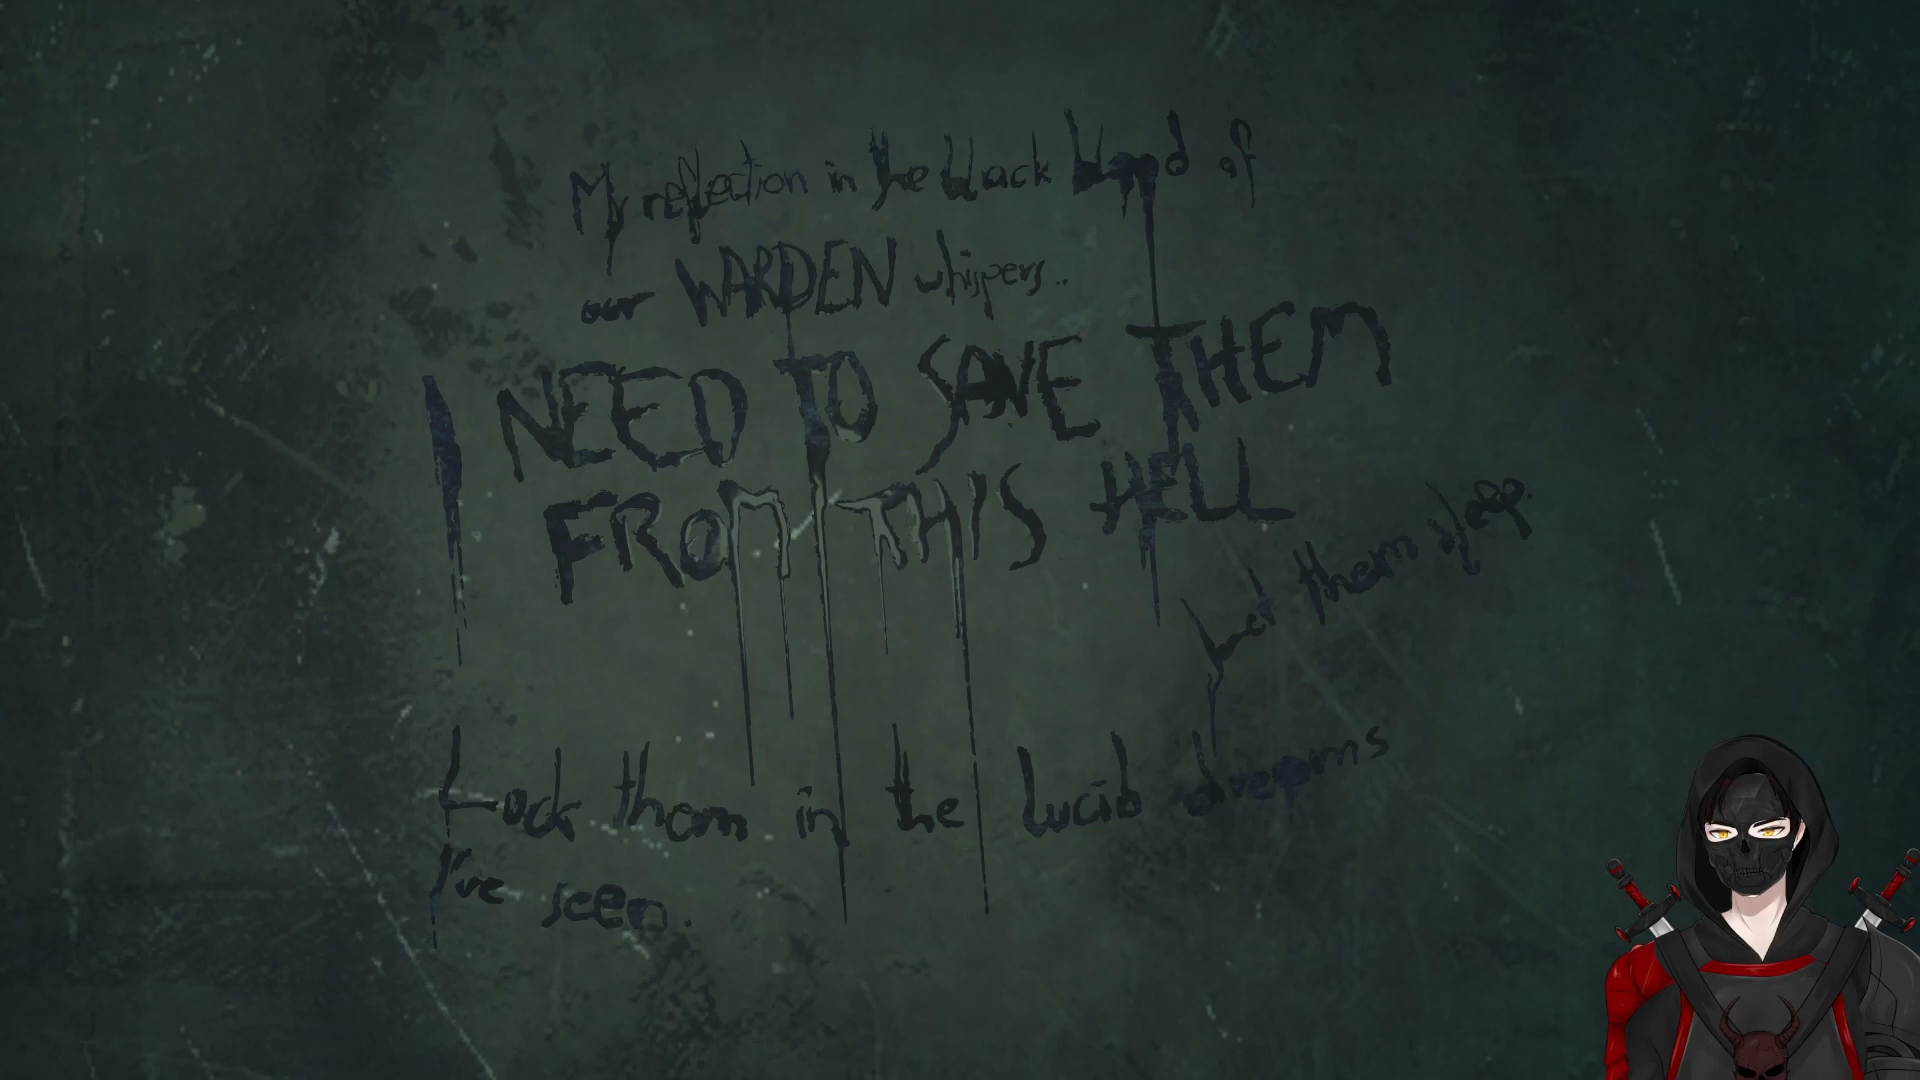 My reflection in the black blood of
our WARDEN whispers..
I NEED TO SAVE THEM
FROM THIS HELL
Let them sleep.
Lock them in the lucid dreams
I've seen.